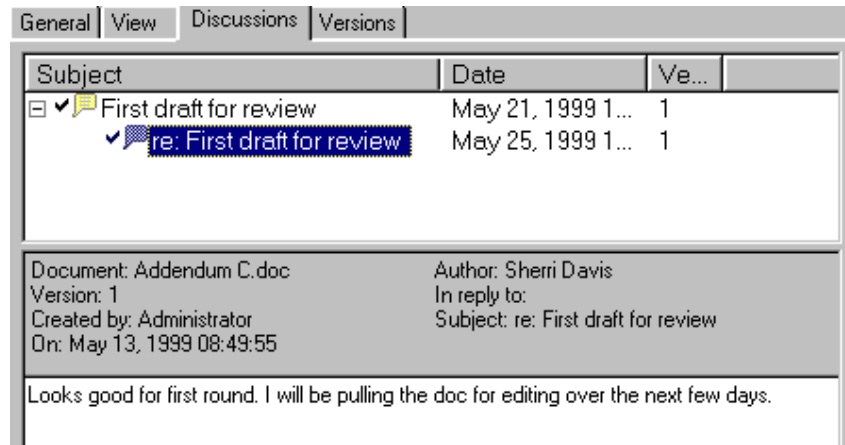 General View Discussions Versions
Subject Date Ve...
First draft for review May 21, 1999 1... 1
re: First draft for review May 25, 1999 1... 1
Document: Addendum C.doc Author: Sherri Davis
Version: 1 In reply to:
Created by: Administrator Subject: re: First draft for review
On: May 13, 1999 08:49:55
Looks good for first round. I will be pulling the doc for editing over the next few days.